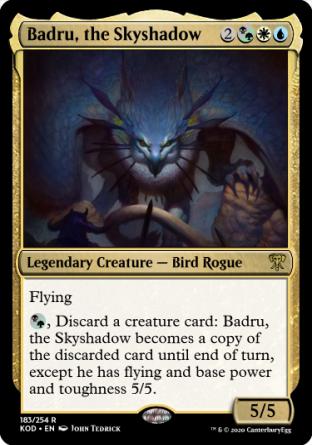 Badru, the Skyshadow 2
Legendary Creature — Bird Rogue
Flying
, Discard a creature card: Badru,
the Skyshadow becomes a copy of
the discarded card until end of turn,
except he has flying and base power
and toughness 5/5.
5/5
183/254 R
KOD • EN JOHN TEDRICK
™ & © 2020 CanterburyEgg